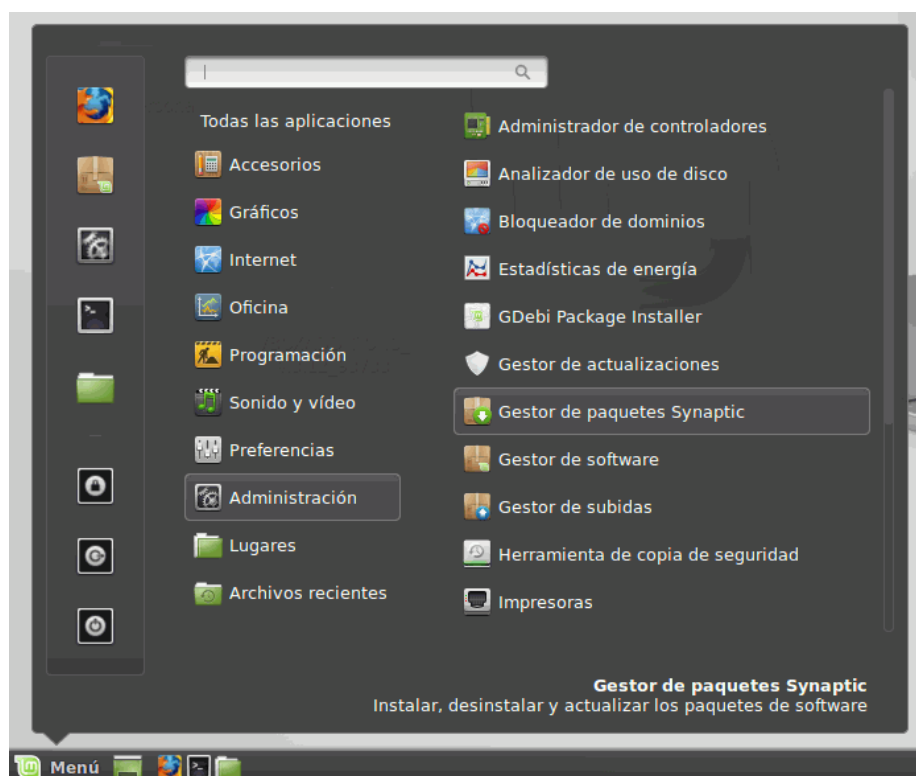 Todas las aplicaciones
Accesorios
Gráficos
Internet
Oficina
Programación
Sonido y vídeo
Preferencias
Administración
Lugares
Archivos recientes
Administrador de controladores
Analizador de uso de disco
Bloqueador de dominios
Estadísticas de energía
GDebi Package Installer
Gestor de actualizaciones
Gestor de paquetes Synaptic
Gestor de software
Gestor de subidas
Herramienta de copia de seguridad
Impresoras
Gestor de paquetes Synaptic
Instalar, desinstalar y actualizar los paquetes de software
Menú